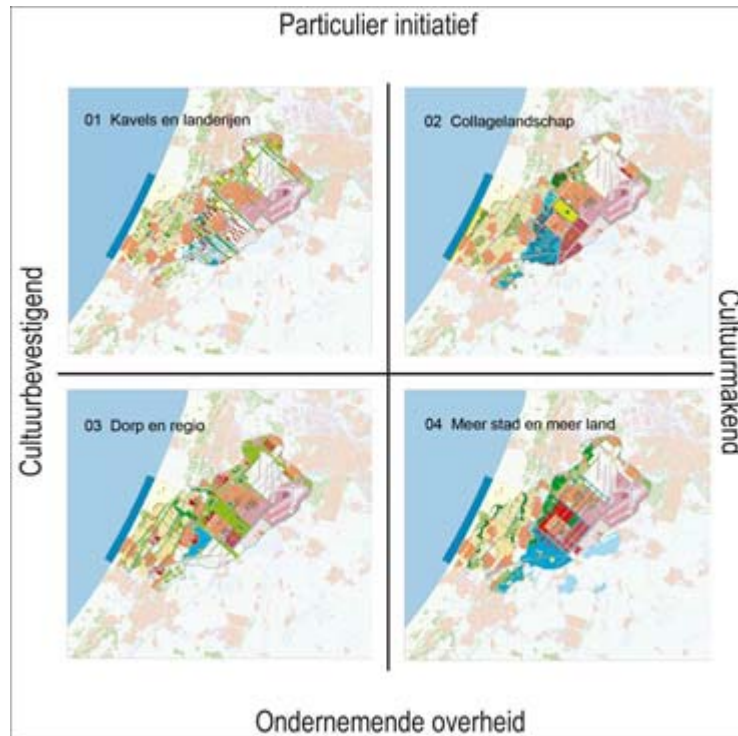 Particulier initiatief
01 Kavels en landerijen
02 Collagelandschap
Cultuurbevestigend
Cultuurmakend
03 Dorp en regio
04 Meer stad en meer land
Ondernemende overheid